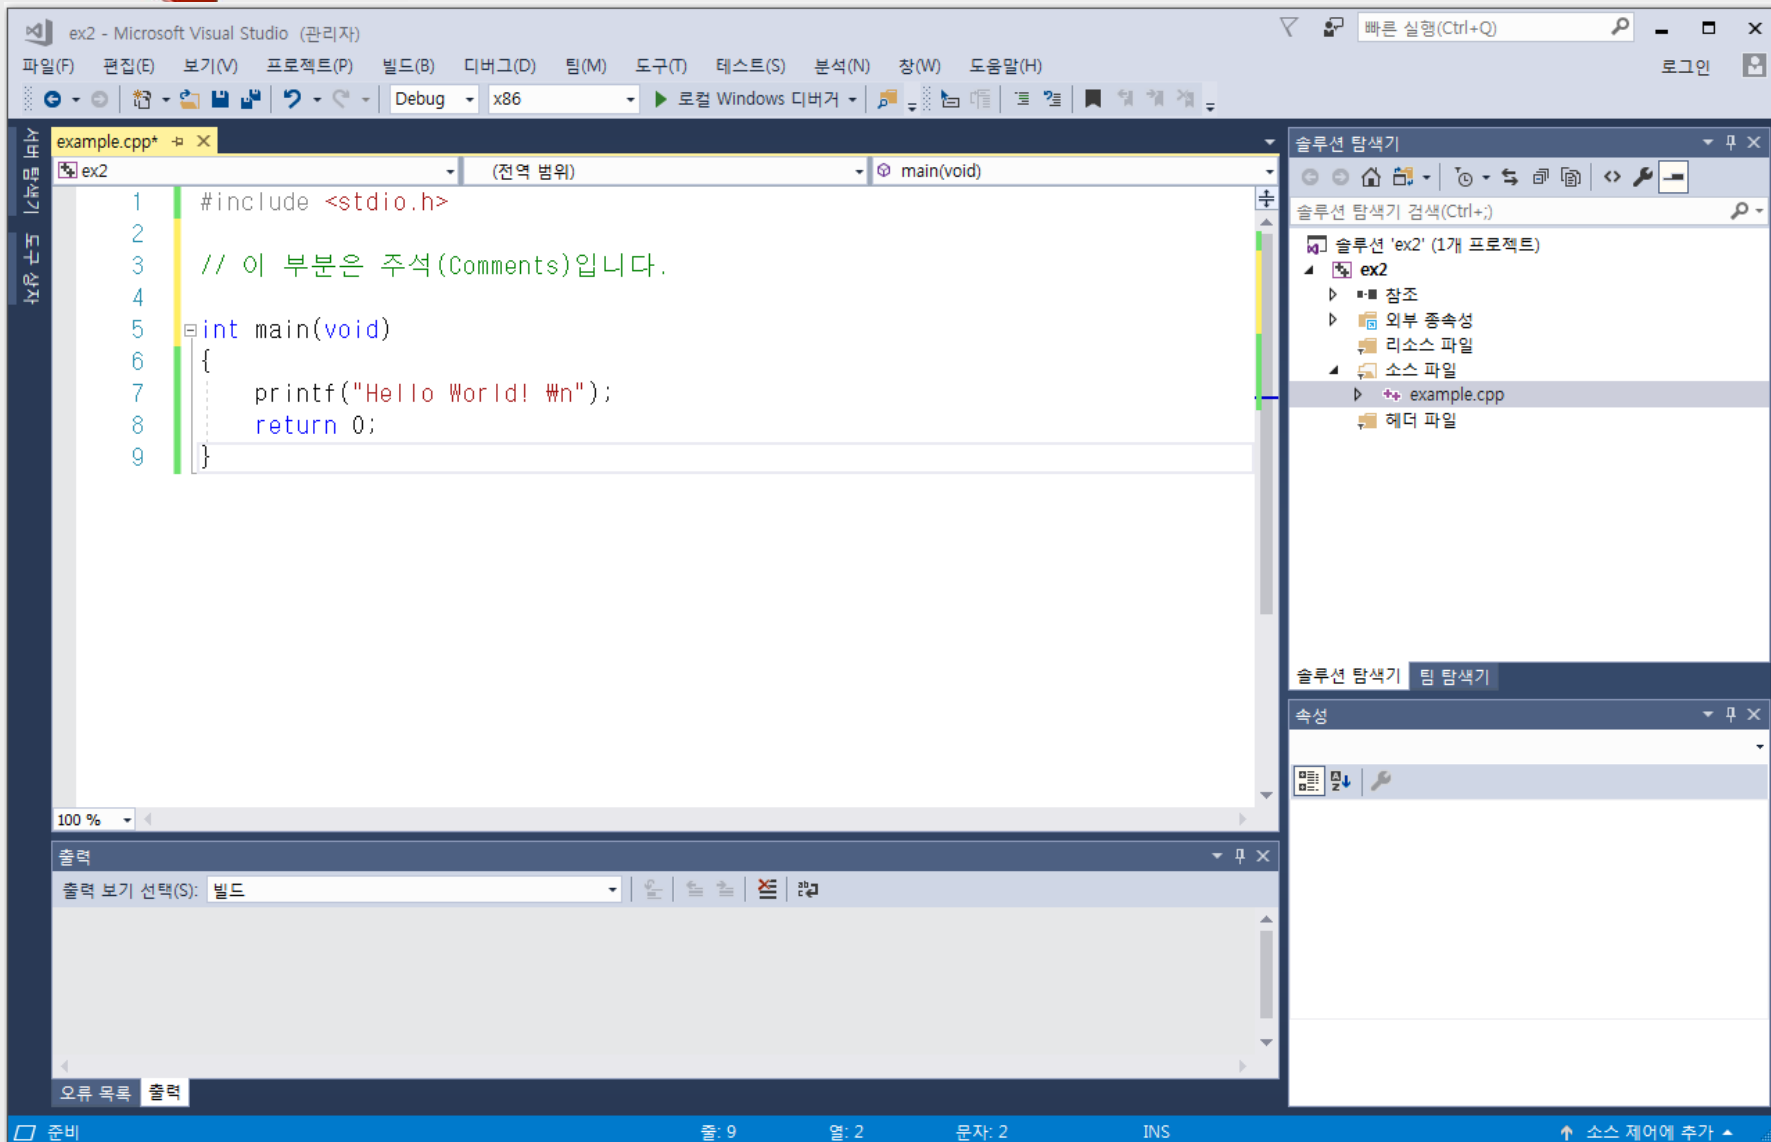 ex2 - Microsoft Visual Studio (관리자)
빠른 실행(Ctrl+Q)
파일(F) 편집(E) 보기(V) 프로젝트(P) 빌드(B) 디버그(D) 팀(M) 도구(T) 테스트(S) 분석(N) 창(W) 도움말(H)
로그인
Debug x86 로컬 Windows 디버거
서버 탐색기
도구 상자
example.cpp*
ex2 (전역 범위) main(void)
1 #include <stdio.h>
2
3 // 이 부분은 주석(Comments)입니다.
4
5 int main(void)
6 {
7 printf("Hello World! ₩n");
8 return 0;
9 }
100 %
출력
출력 보기 선택(S): 빌드
오류 목록 출력
솔루션 탐색기
솔루션 탐색기 검색(Ctrl+;)
솔루션 'ex2' (1개 프로젝트)
ex2
참조
외부 종속성
리소스 파일
소스 파일
example.cpp
헤더 파일
솔루션 탐색기 팀 탐색기
속성
준비 줄: 9 열: 2 문자: 2 INS 소스 제어에 추가